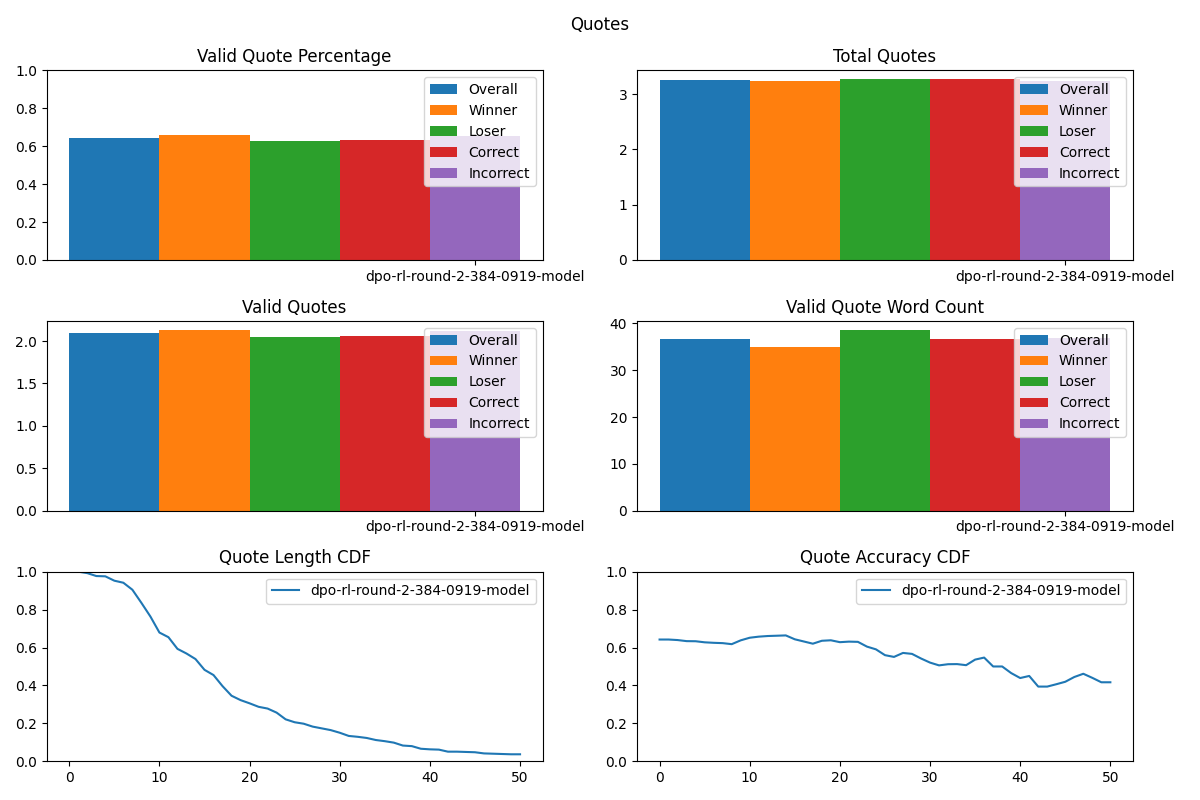 Quotes
Valid Quote Percentage
1.0
0.8
0.6
0.4
0.2
0.0
Overall
Winner
Loser
Correct
Incorrect
dpo-rl-round-2-384-0919-model
Total Quotes
3
2
1
0
Overall
Winner
Loser
Correct
Incorrect
dpo-rl-round-2-384-0919-model
Valid Quotes
2.0
1.5
1.0
0.5
0.0
Overall
Winner
Loser
Correct
Incorrect
dpo-rl-round-2-384-0919-model
Valid Quote Word Count
40
30
20
10
0
Overall
Winner
Loser
Correct
Incorrect
dpo-rl-round-2-384-0919-model
Quote Length CDF
1.0
0.8
0.6
0.4
0.2
0.0
dpo-rl-round-2-384-0919-model
0 10 20 30 40 50
Quote Accuracy CDF
1.0
0.8
0.6
0.4
0.2
0.0
dpo-rl-round-2-384-0919-model
0 10 20 30 40 50